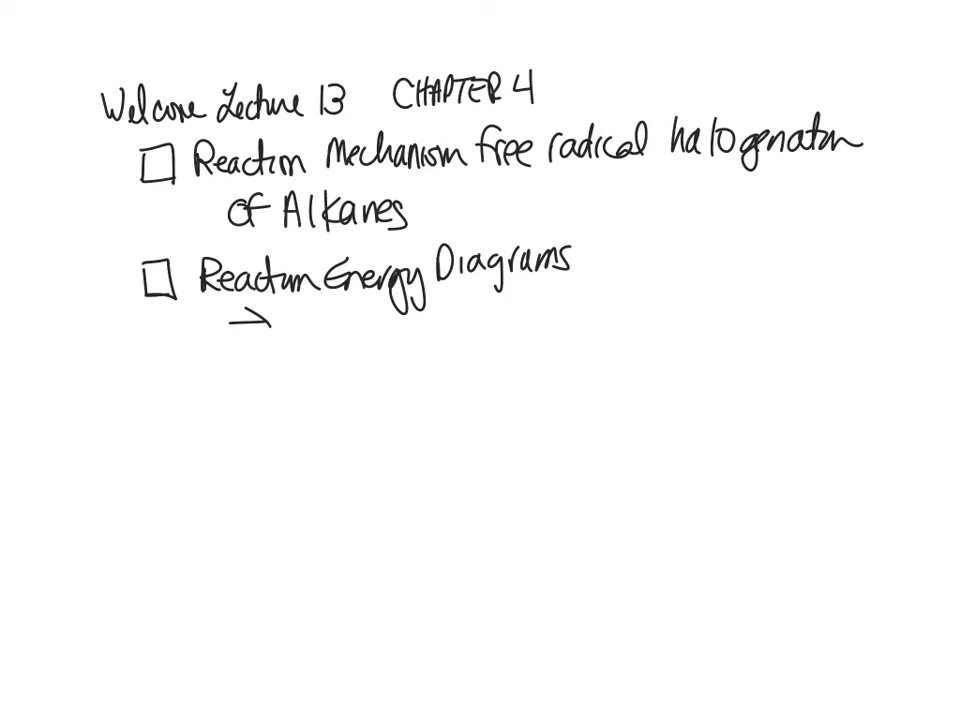 Welcome Lecture 13 CHAPTER 4
Reaction Mechanism free radical halogenation
of Alkanes
Reaction Energy Diagrams
→